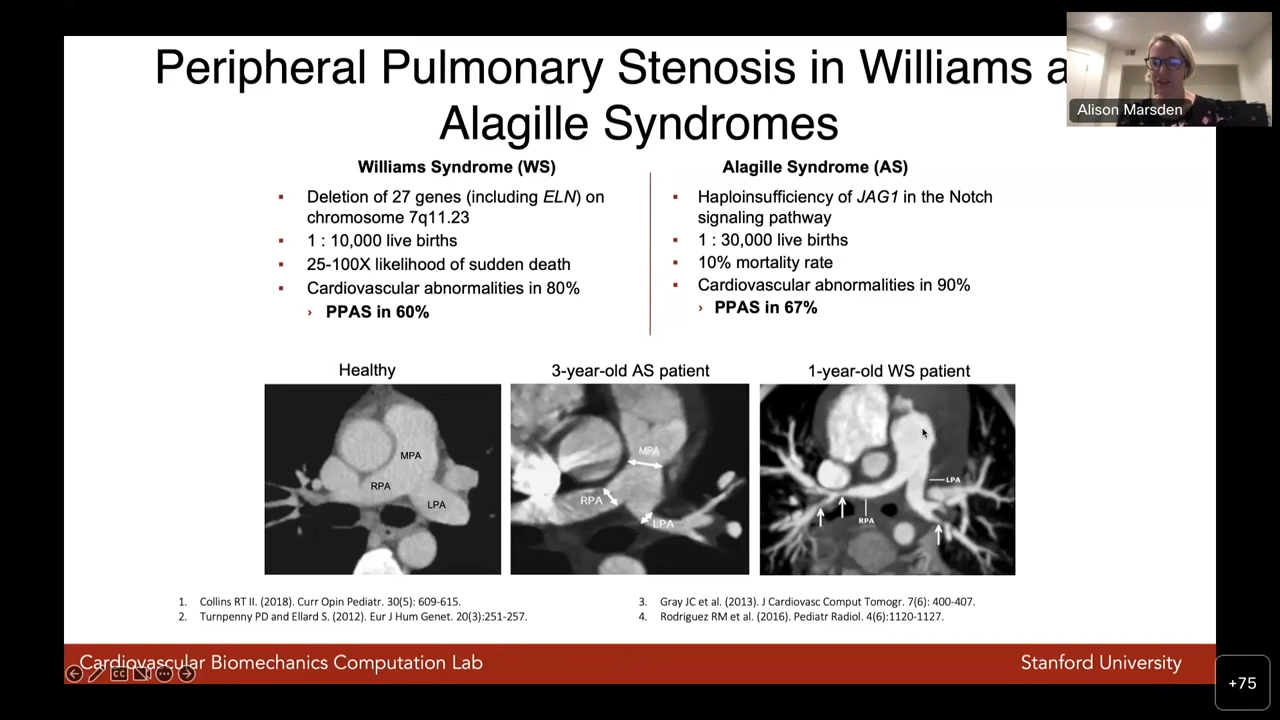 Peripheral Pulmonary Stenosis in Williams a
Alagille Syndromes
Alison Marsden
Williams Syndrome (WS)
▪ Deletion of 27 genes (including ELN) on
chromosome 7q11.23
▪ 1 : 10,000 live births
▪ 25-100X likelihood of sudden death
▪ Cardiovascular abnormalities in 80%
› PPAS in 60%
Alagille Syndrome (AS)
▪ Haploinsufficiency of JAG1 in the Notch
signaling pathway
▪ 1 : 30,000 live births
▪ 10% mortality rate
▪ Cardiovascular abnormalities in 90%
› PPAS in 67%
Healthy
MPA
RPA
LPA
3-year-old AS patient
MPA
RPA
LPA
1-year-old WS patient
LPA
RPA
1. Collins RT II. (2018). Curr Opin Pediatr. 30(5): 609-615.
2. Turnpenny PD and Ellard S. (2012). Eur J Hum Genet. 20(3):251-257.
3. Gray JC et al. (2013). J Cardiovasc Comput Tomogr. 7(6): 400-407.
4. Rodriguez RM et al. (2016). Pediatr Radiol. 4(6):1120-1127.
Cardiovascular Biomechanics Computation Lab
Stanford University
CC
+75